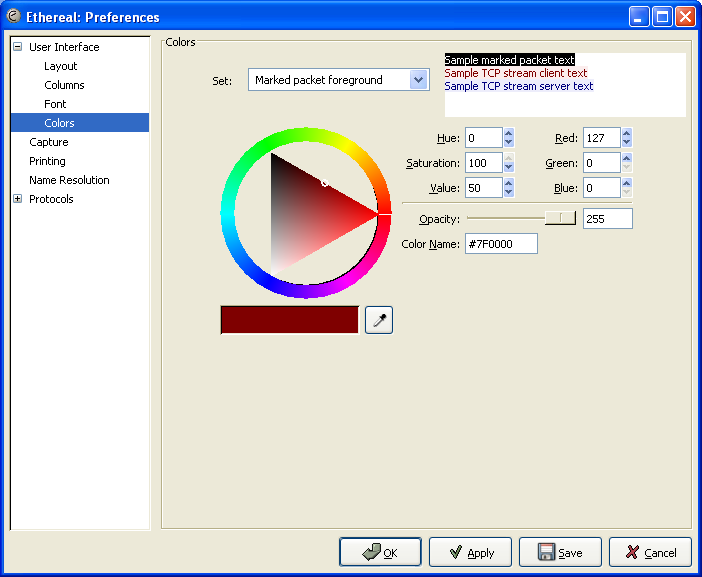 Ethereal: Preferences
User Interface
Layout
Columns
Font
Colors
Capture
Printing
Name Resolution
Protocols
Colors
Set: Marked packet foreground
Sample marked packet text
Sample TCP stream client text
Sample TCP stream server text
Hue: 0 Red: 127
Saturation: 100 Green: 0
Value: 50 Blue: 0
Opacity: 255
Color Name: #7F0000
OK Apply Save Cancel